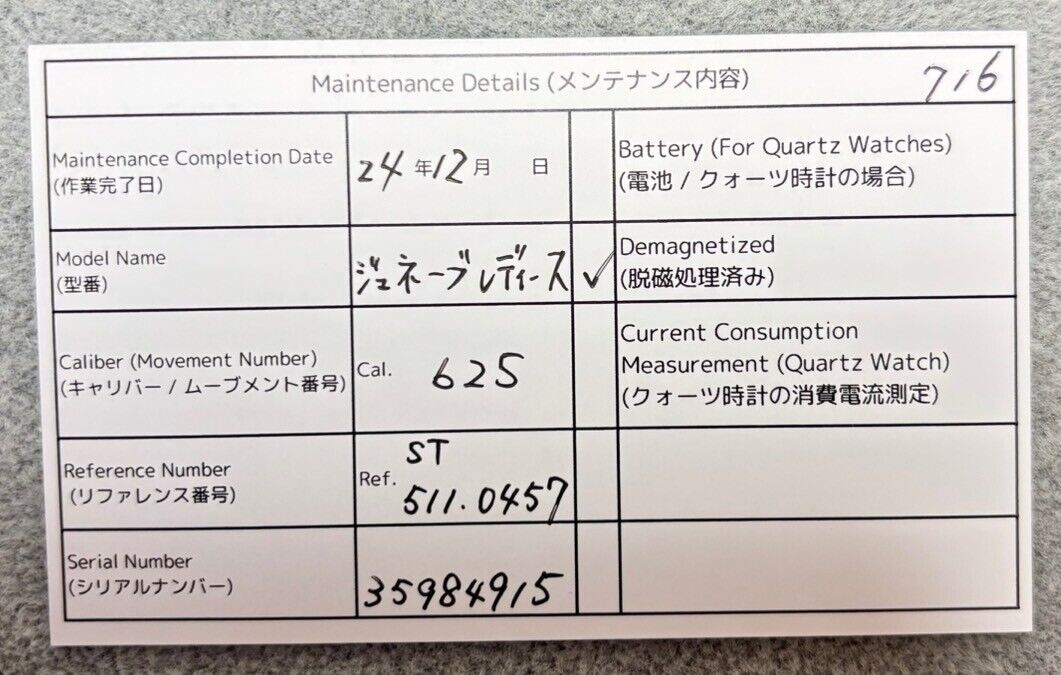 Maintenance Details (メンテナンス内容)
716
Maintenance Completion Date
(作業完了日)
24年12月 日
Battery (For Quartz Watches)
(電池 / クォーツ時計の場合)
Model Name
(型番)
ジュネーブレディース
✓
Demagnetized
(脱磁処理済み)
Caliber (Movement Number)
(キャリバー / ムーブメント番号)
Cal. 625
Current Consumption
Measurement (Quartz Watch)
(クォーツ時計の消費電流測定)
Reference Number
(リファレンス番号)
ST
Ref. 511.0457
Serial Number
(シリアルナンバー)
35984915